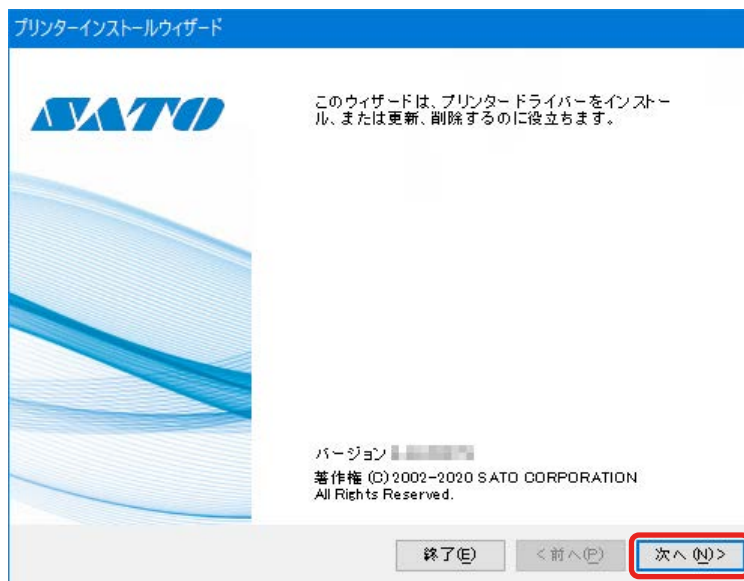 プリンターインストールウィザード
SATO
このウィザードは、プリンター ドライバーをインストー
ル、または更新、削除するのに役立ちます。
バージョン
著作権 (C) 2002-2020 SATO CORPORATION
All Rights Reserved.
終了(E)
<前へ(P)
次へ(N)>